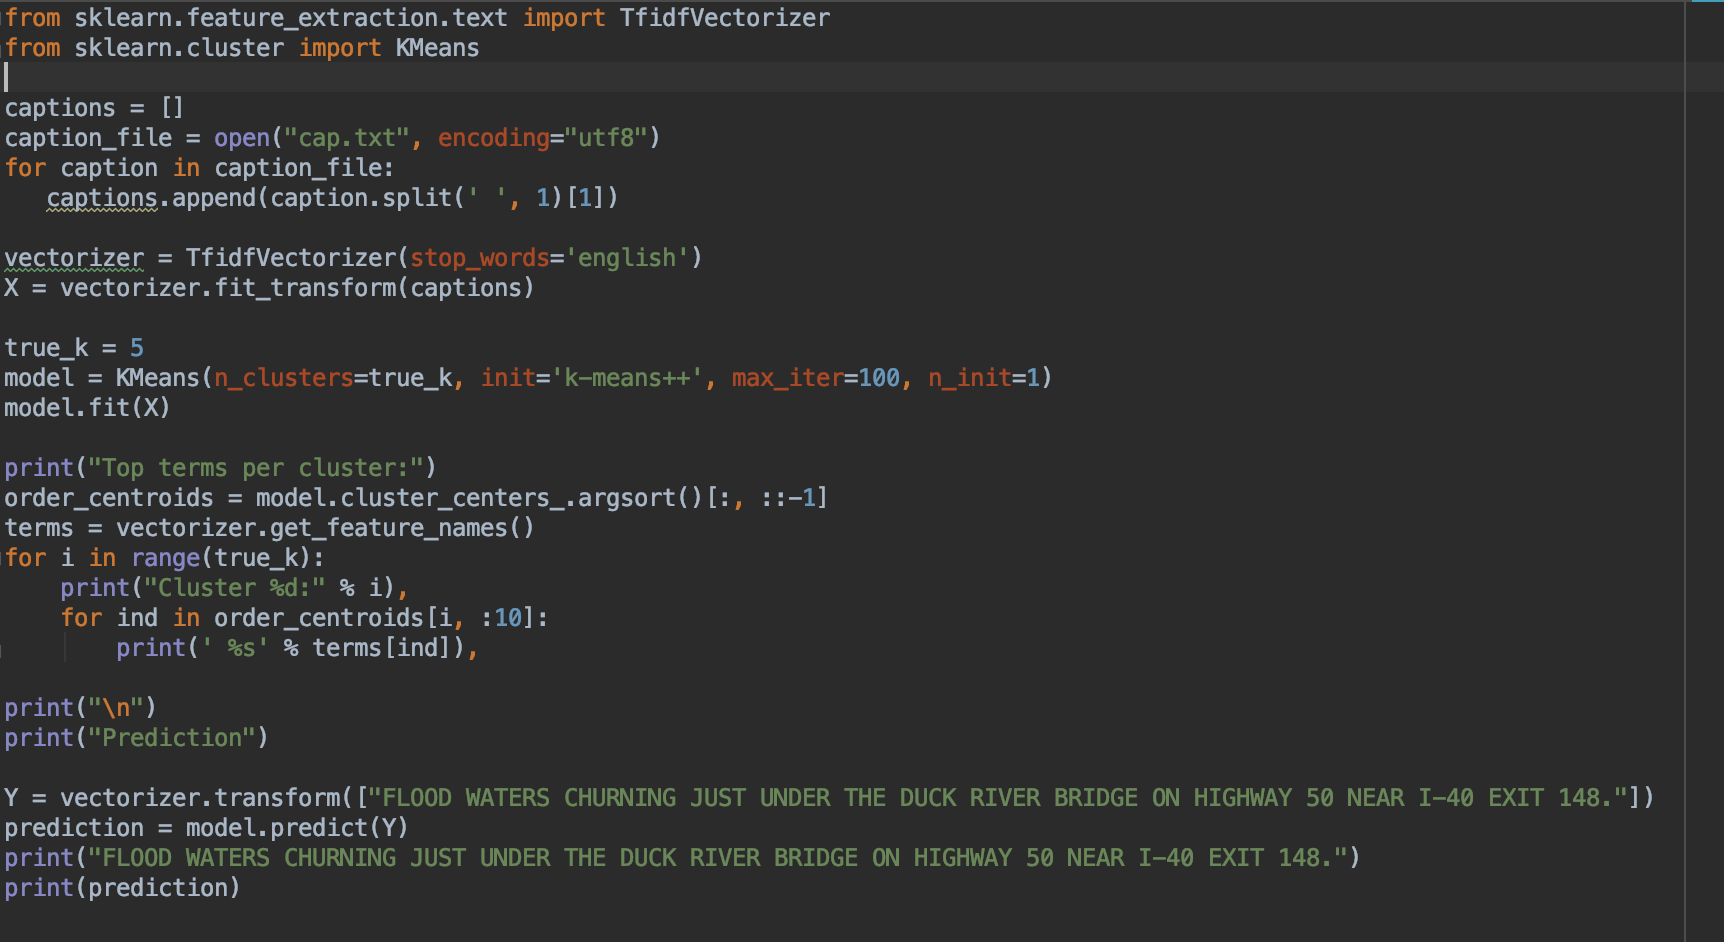 from sklearn.feature_extraction.text import TfidfVectorizer
from sklearn.cluster import KMeans
captions = []
caption_file = open("cap.txt", encoding="utf8")
for caption in caption_file:
   captions.append(caption.split(' ', 1)[1])
vectorizer = TfidfVectorizer(stop_words='english')
X = vectorizer.fit_transform(captions)
true_k = 5
model = KMeans(n_clusters=true_k, init='k-means++', max_iter=100, n_init=1)
model.fit(X)
print("Top terms per cluster:")
order_centroids = model.cluster_centers_.argsort()[:, ::-1]
terms = vectorizer.get_feature_names()
for i in range(true_k):
    print("Cluster %d:" % i),
    for ind in order_centroids[i, :10]:
        print(' %s' % terms[ind]),
print("\n")
print("Prediction")
Y = vectorizer.transform(["FLOOD WATERS CHURNING JUST UNDER THE DUCK RIVER BRIDGE ON HIGHWAY 50 NEAR I-40 EXIT 148."])
prediction = model.predict(Y)
print("FLOOD WATERS CHURNING JUST UNDER THE DUCK RIVER BRIDGE ON HIGHWAY 50 NEAR I-40 EXIT 148.")
print(prediction)